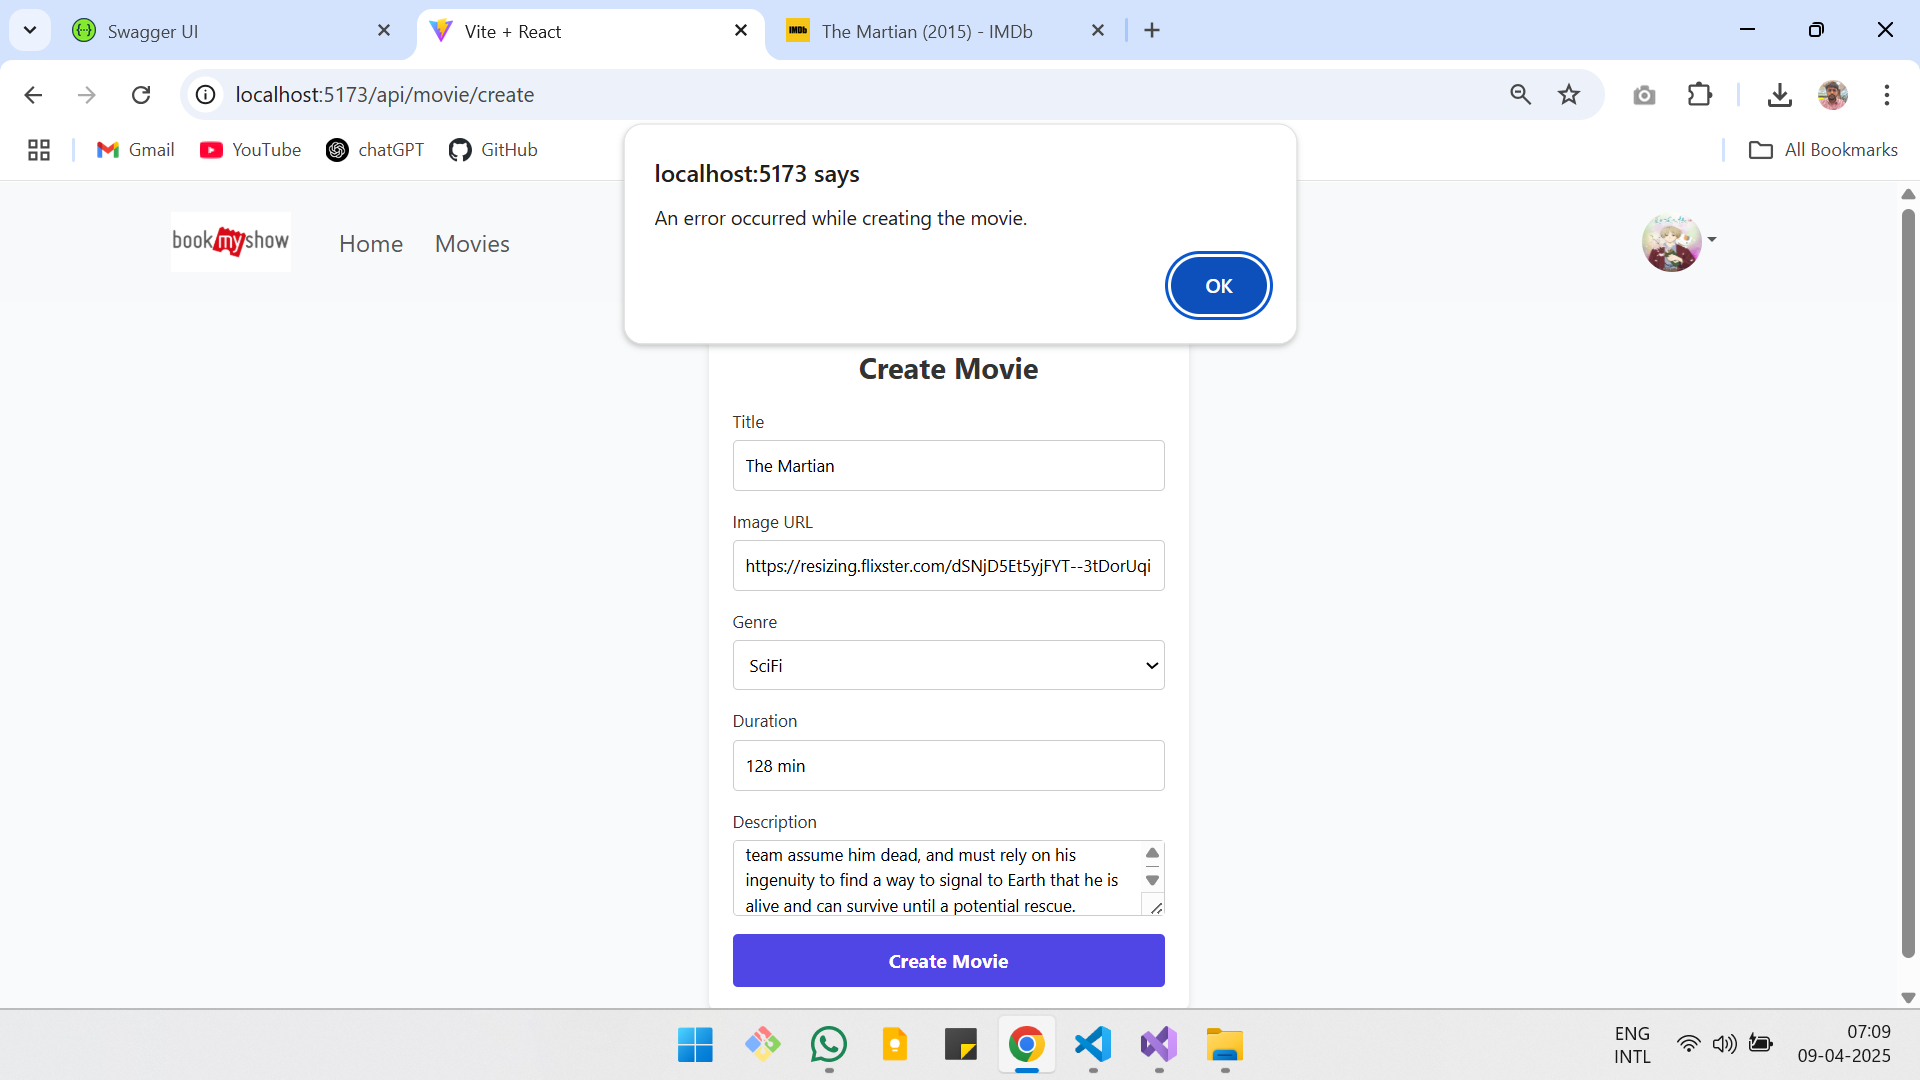 Swagger UI
Vite + React
IMDb The Martian (2015) - IMDb
localhost:5173/api/movie/create
Gmail
YouTube
chatGPT
GitHub
All Bookmarks
localhost:5173 says
An error occurred while creating the movie.
OK
bookmyshow
Home
Movies
Create Movie
Title
The Martian
Image URL
https://resizing.flixster.com/dSNjD5Et5yjFYT--3tDorUqi
Genre
SciFi
Duration
128 min
Description
team assume him dead, and must rely on his
ingenuity to find a way to signal to Earth that he is
alive and can survive until a potential rescue.
Create Movie
ENG
INTL
07:09
09-04-2025